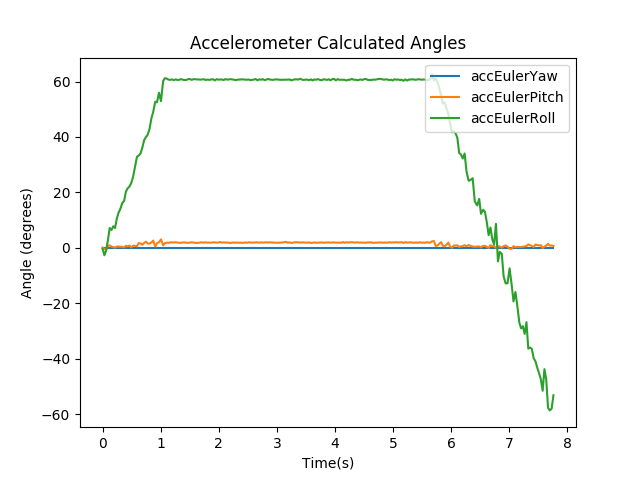 Accelerometer Calculated Angles
accEulerYaw
accEulerPitch
accEulerRoll
60
40
20
0
−20
−40
−60
Angle (degrees)
0 1 2 3 4 5 6 7 8
Time(s)